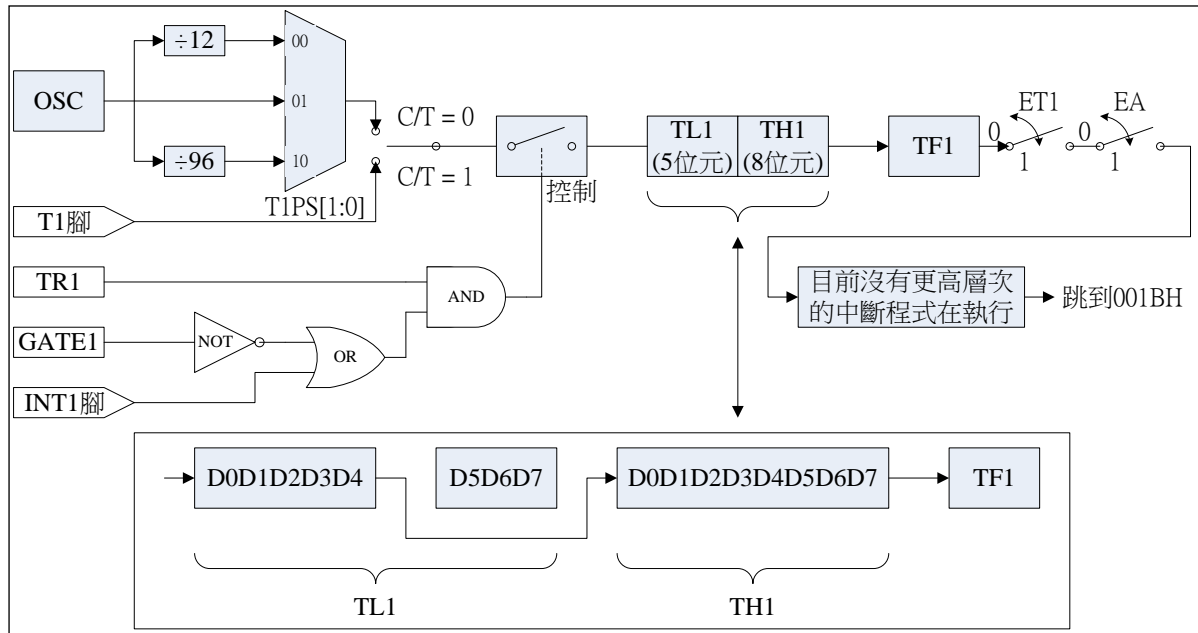 ÷12
00
OSC
01
÷96
10
T1PS[1:0]
C/T = 0
C/T = 1
控制
TL1
(5位元)
TH1
(8位元)
TF1
ET1
0
1
EA
0
1
T1腳
TR1
GATE1
INT1腳
NOT
OR
AND
目前沒有更高層次
的中斷程式在執行
跳到001BH
D0D1D2D3D4
D5D6D7
D0D1D2D3D4D5D6D7
TF1
TL1
TH1